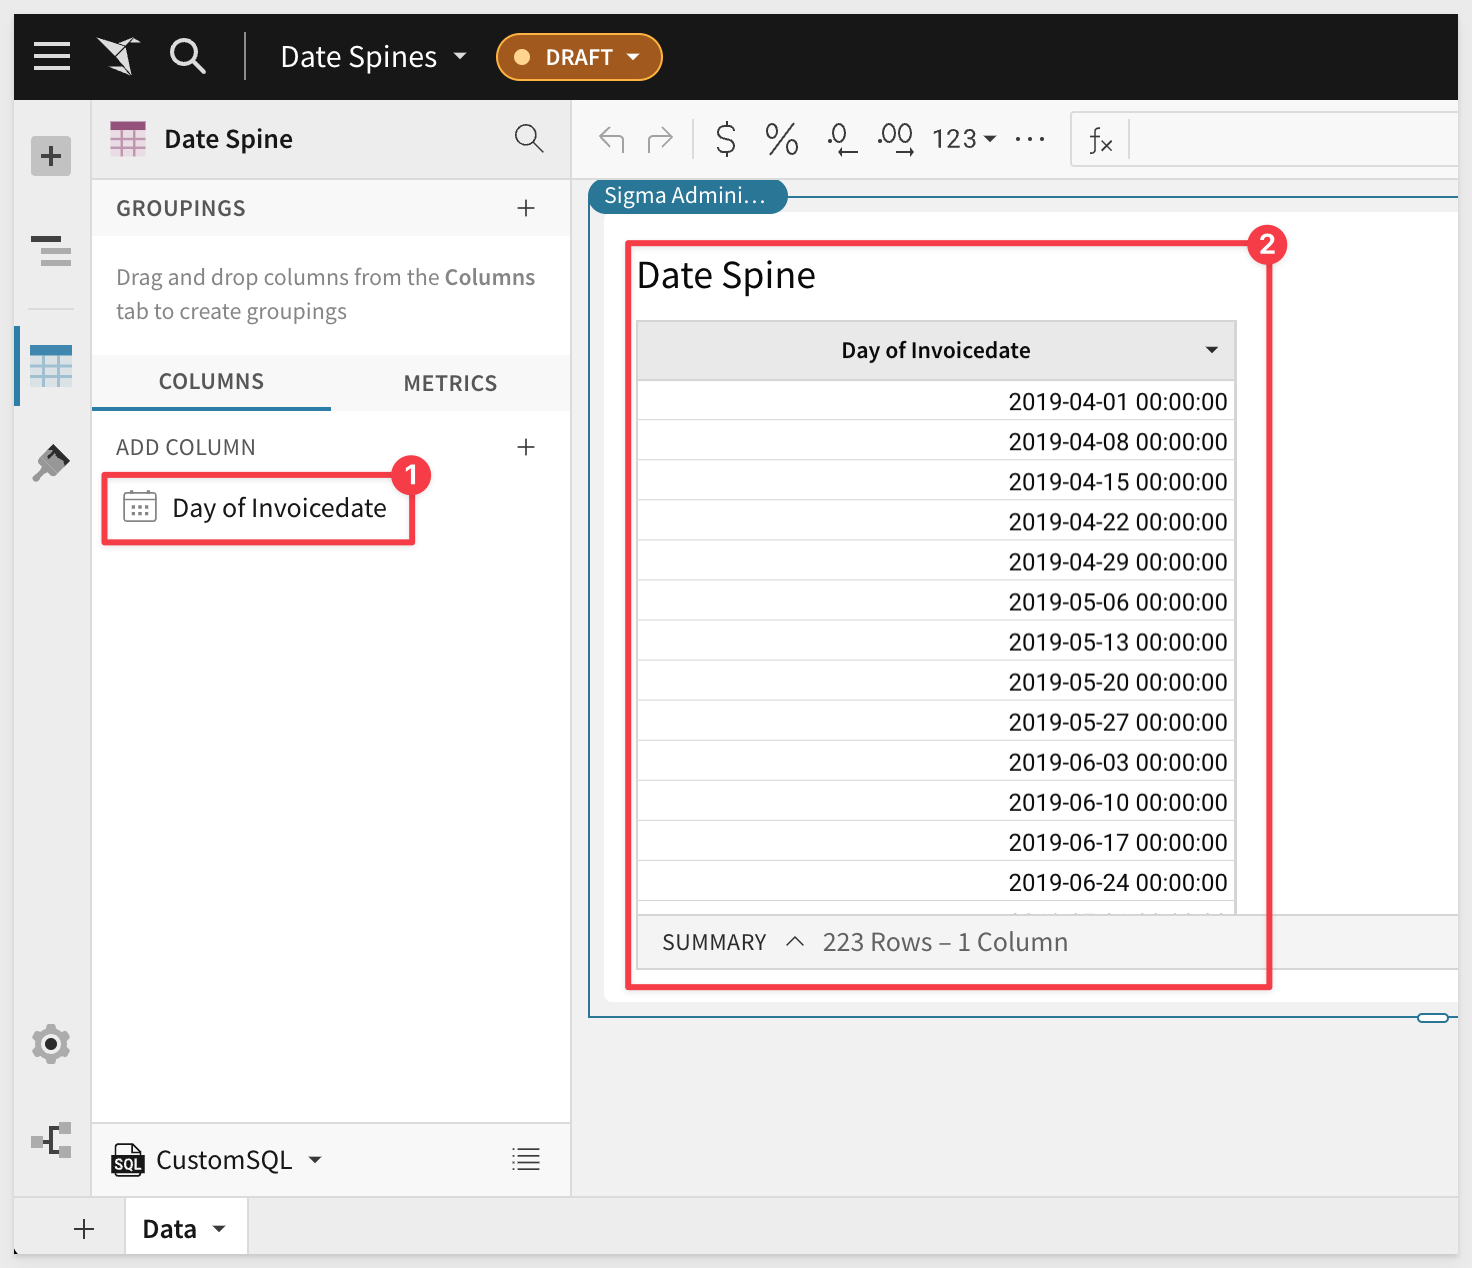 Date Spines
DRAFT
Date Spine
$ % .0 .00 123 ... fx
GROUPINGS
Drag and drop columns from the Columns
tab to create groupings
COLUMNS METRICS
ADD COLUMN
1
Day of Invoicedate
Sigma Admini...
2
Date Spine
Day of Invoicedate
2019-04-01 00:00:00
2019-04-08 00:00:00
2019-04-15 00:00:00
2019-04-22 00:00:00
2019-04-29 00:00:00
2019-05-06 00:00:00
2019-05-13 00:00:00
2019-05-20 00:00:00
2019-05-27 00:00:00
2019-06-03 00:00:00
2019-06-10 00:00:00
2019-06-17 00:00:00
2019-06-24 00:00:00
SUMMARY 223 Rows – 1 Column
SQL CustomSQL
Data